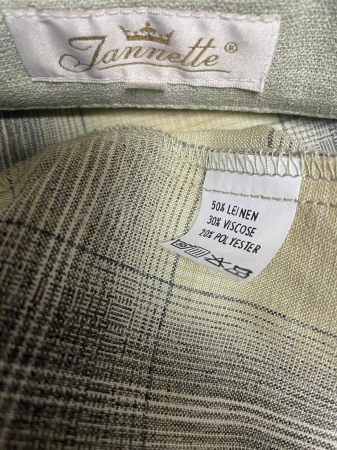 Jannette®
50% LEINEN
30% VISCOSE
20% POLYESTER